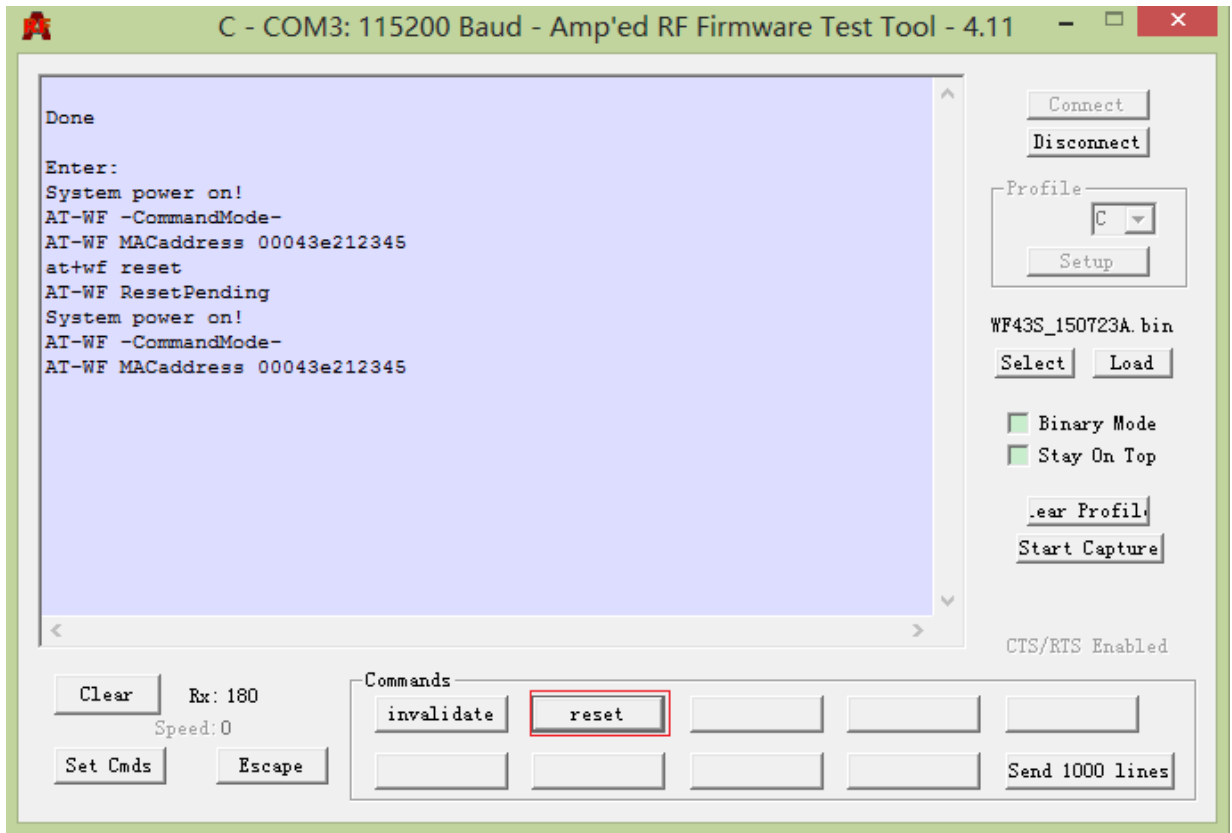 C - COM3: 115200 Baud - Amp'ed RF Firmware Test Tool - 4.11
Done
Enter:
System power on!
AT-WF -CommandMode-
AT-WF MACaddress 00043e212345
at+wf reset
AT-WF ResetPending
System power on!
AT-WF -CommandMode-
AT-WF MACaddress 00043e212345
Connect
Disconnect
Profile
C
Setup
WF43S_150723A.bin
Select Load
Binary Mode
Stay On Top
.ear Profil
Start Capture
CTS/RTS Enabled
Clear Rx: 180
Speed: 0
Set Cmds Escape
Commands
invalidate reset
Send 1000 lines